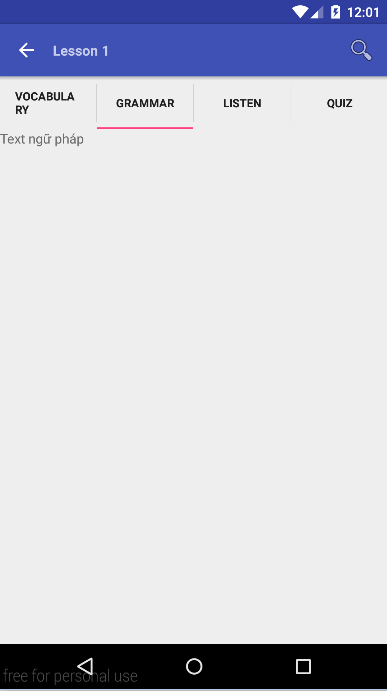 12:01
Lesson 1
VOCABULA
RY
GRAMMAR
LISTEN
QUIZ
Text ngữ pháp
free for personal use